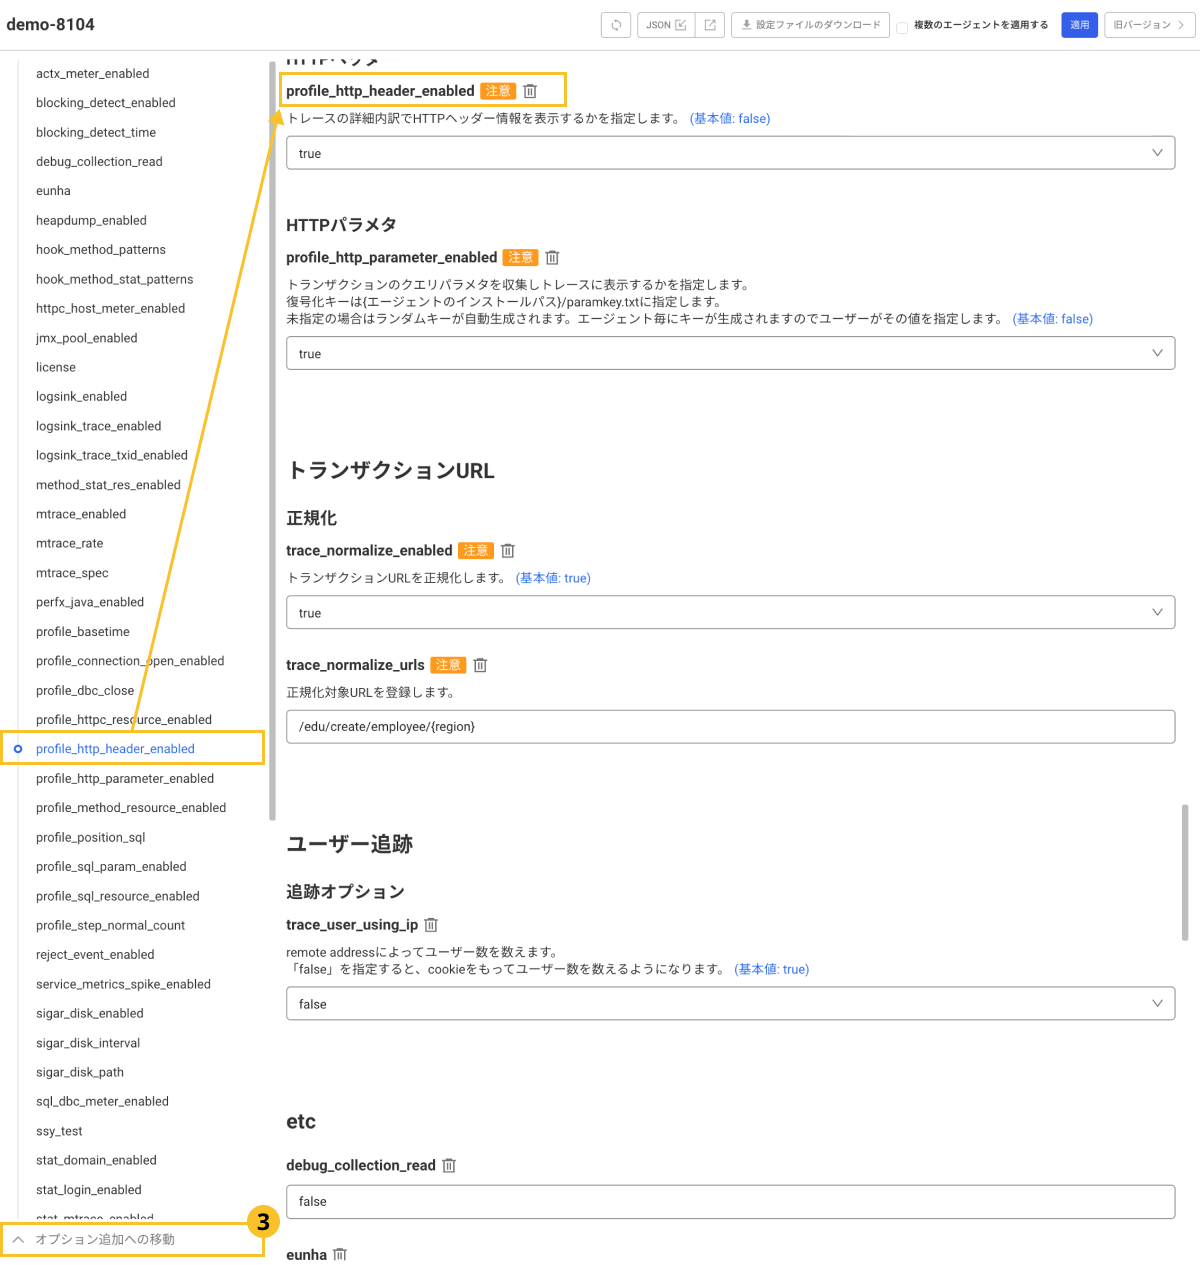 demo-8104
JSON
設定ファイルのダウンロード
複数のエージェントを適用する
適用
旧バージョン
actx_meter_enabled
blocking_detect_enabled
blocking_detect_time
debug_collection_read
eunha
heapdump_enabled
hook_method_patterns
hook_method_stat_patterns
httpc_host_meter_enabled
jmx_pool_enabled
license
logsink_enabled
logsink_trace_enabled
logsink_trace_txid_enabled
method_stat_res_enabled
mtrace_enabled
mtrace_rate
mtrace_spec
perfx_java_enabled
profile_basetime
profile_connection_open_enabled
profile_dbc_close
profile_httpc_resource_enabled
profile_http_header_enabled
profile_http_parameter_enabled
profile_method_resource_enabled
profile_position_sql
profile_sql_param_enabled
profile_sql_resource_enabled
profile_step_normal_count
reject_event_enabled
service_metrics_spike_enabled
sigar_disk_enabled
sigar_disk_interval
sigar_disk_path
sql_dbc_meter_enabled
ssy_test
stat_domain_enabled
stat_login_enabled
stat_mtrace_enabled
オプション追加への移動
3
HTTPヘッダ
profile_http_header_enabled 注意
トレースの詳細内訳でHTTPヘッダー情報を表示するかを指定します。 (基本値: false)
true
HTTPパラメタ
profile_http_parameter_enabled 注意
トランザクションのクエリパラメタを収集しトレースに表示するかを指定します。
復号化キーは{エージェントのインストールパス}/paramkey.txtに指定します。
未指定の場合はランダムキーが自動生成されます。エージェント毎にキーが生成されますのでユーザーがその値を指定します。 (基本値: false)
true
トランザクションURL
正規化
trace_normalize_enabled 注意
トランザクションURLを正規化します。 (基本値: true)
true
trace_normalize_urls 注意
正規化対象URLを登録します。
/edu/create/employee/{region}
ユーザー追跡
追跡オプション
trace_user_using_ip
remote addressによってユーザー数を数えます。
「false」を指定すると、cookieをもってユーザー数を数えるようになります。 (基本値: true)
false
etc
debug_collection_read
false
eunha